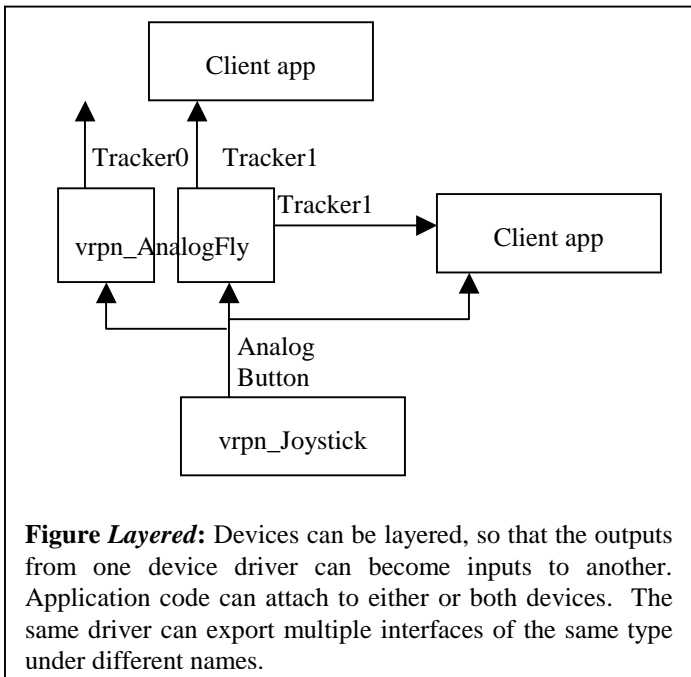 Client app
Tracker0
Tracker1
Tracker1
vrpn_AnalogFly
Client app
Analog
Button
vrpn_Joystick
Figure Layered: Devices can be layered, so that the outputs
from one device driver can become inputs to another.
Application code can attach to either or both devices. The
same driver can export multiple interfaces of the same type
under different names.